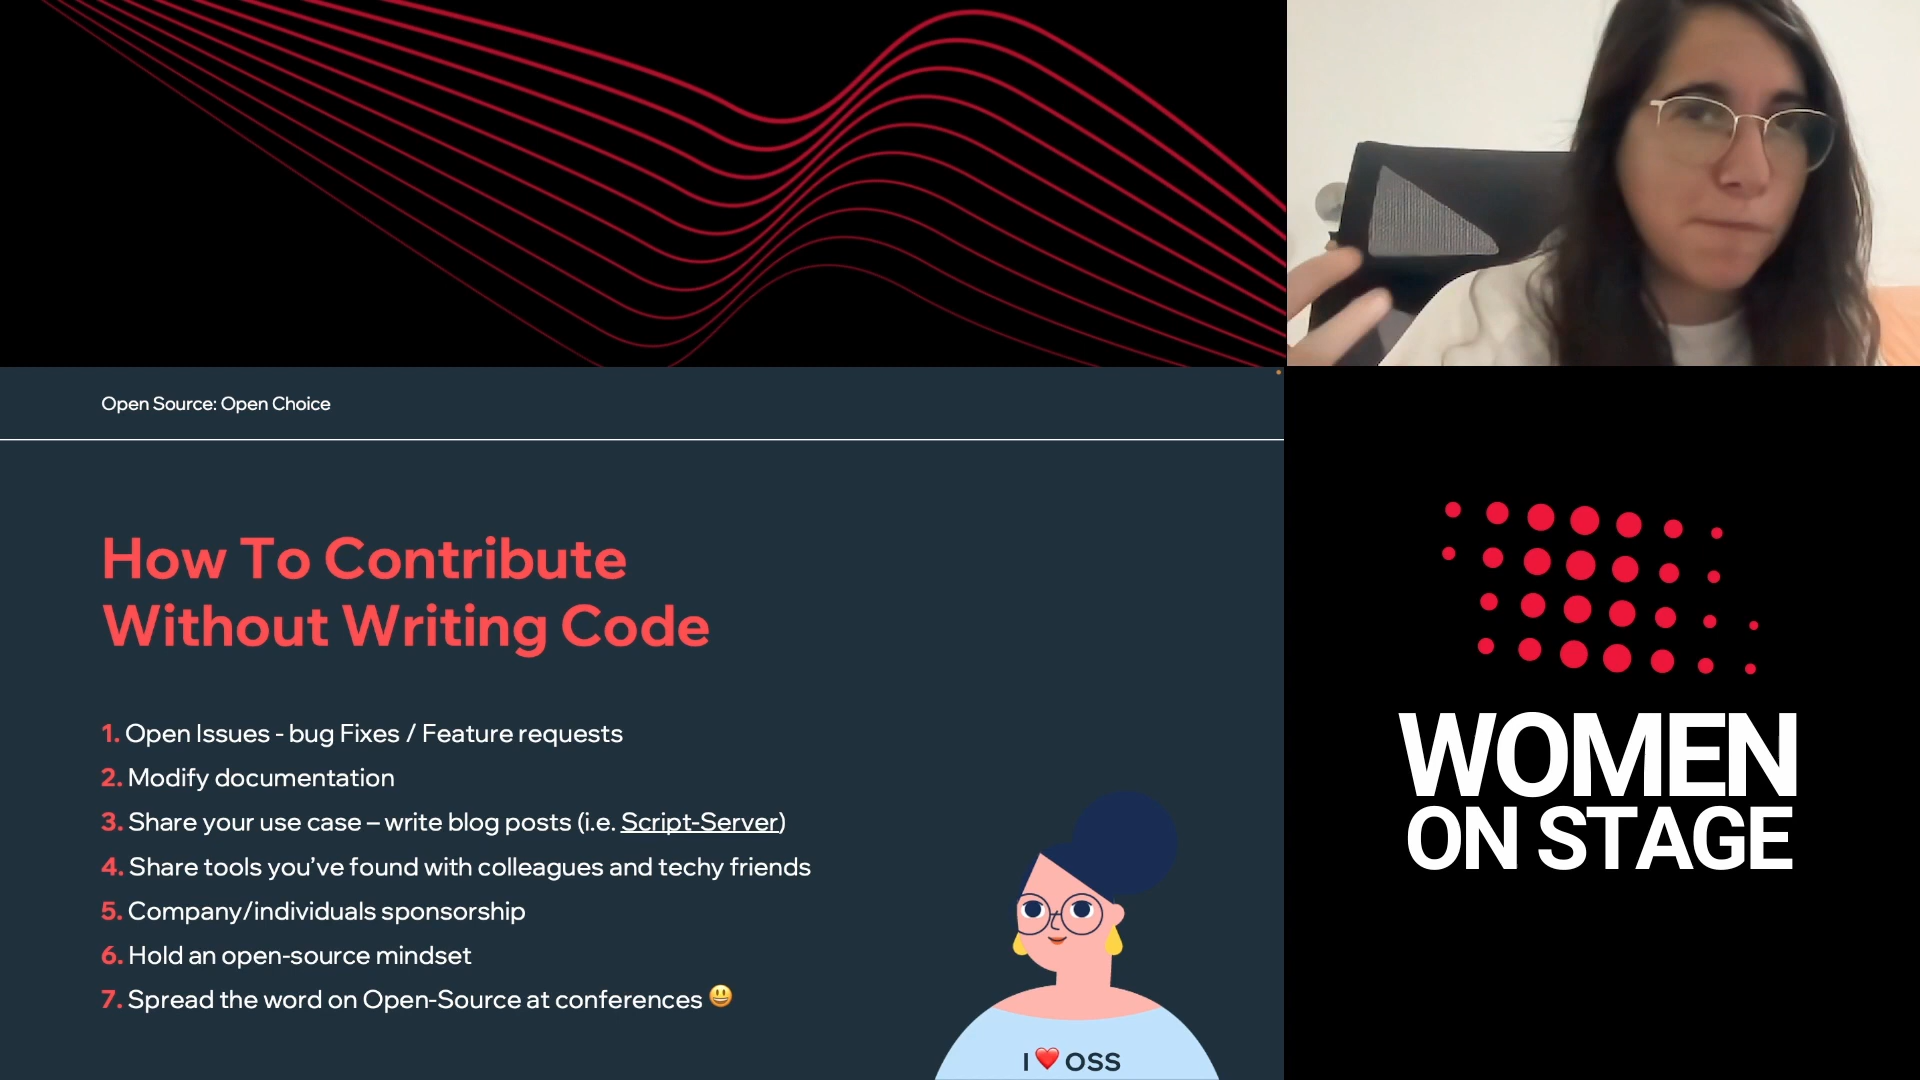 Open Source: Open Choice
How To Contribute
Without Writing Code
1. Open Issues - bug Fixes / Feature requests
2. Modify documentation
3. Share your use case – write blog posts (i.e. Script-Server)
4. Share tools you’ve found with colleagues and techy friends
5. Company/individuals sponsorship
6. Hold an open-source mindset
7. Spread the word on Open-Source at conferences 😃
I ❤️ OSS
WOMEN
ON STAGE